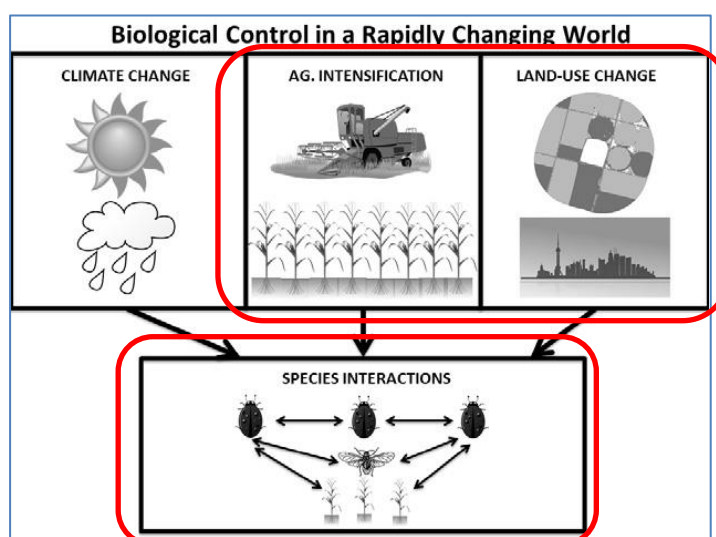 Biological Control in a Rapidly Changing World
CLIMATE CHANGE
AG. INTENSIFICATION
LAND-USE CHANGE
SPECIES INTERACTIONS